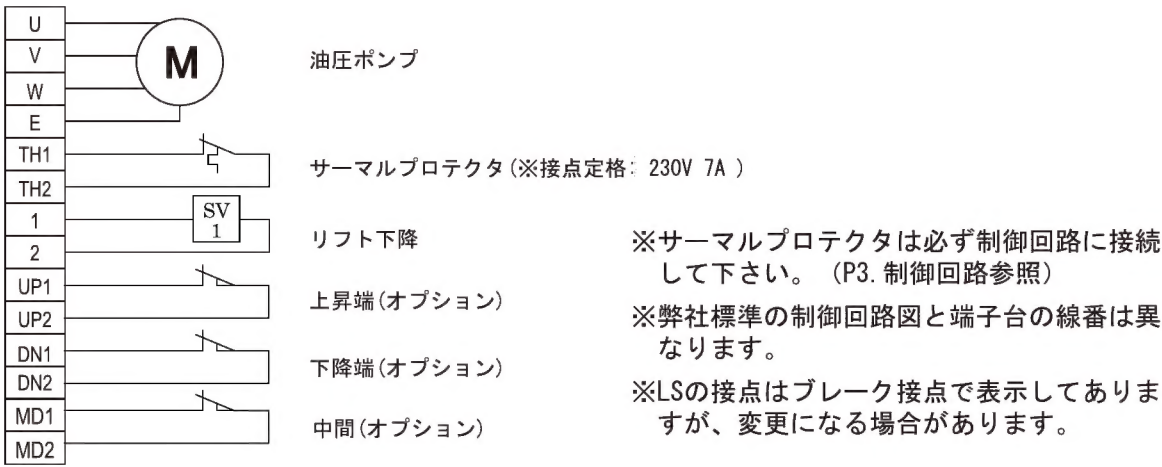 U
V
W
E
TH1
TH2
1
2
UP1
UP2
DN1
DN2
MD1
MD2
M
SV
1
油圧ポンプ
サーマルプロテクタ(※接点定格: 230V 7A )
リフト下降
上昇端(オプション)
下降端(オプション)
中間(オプション)
※サーマルプロテクタは必ず制御回路に接続
して下さい。 (P3.制御回路参照)
※弊社標準の制御回路図と端子台の線番は異
なります。
※LSの接点はブレーク接点で表示してありま
すが、変更になる場合があります。